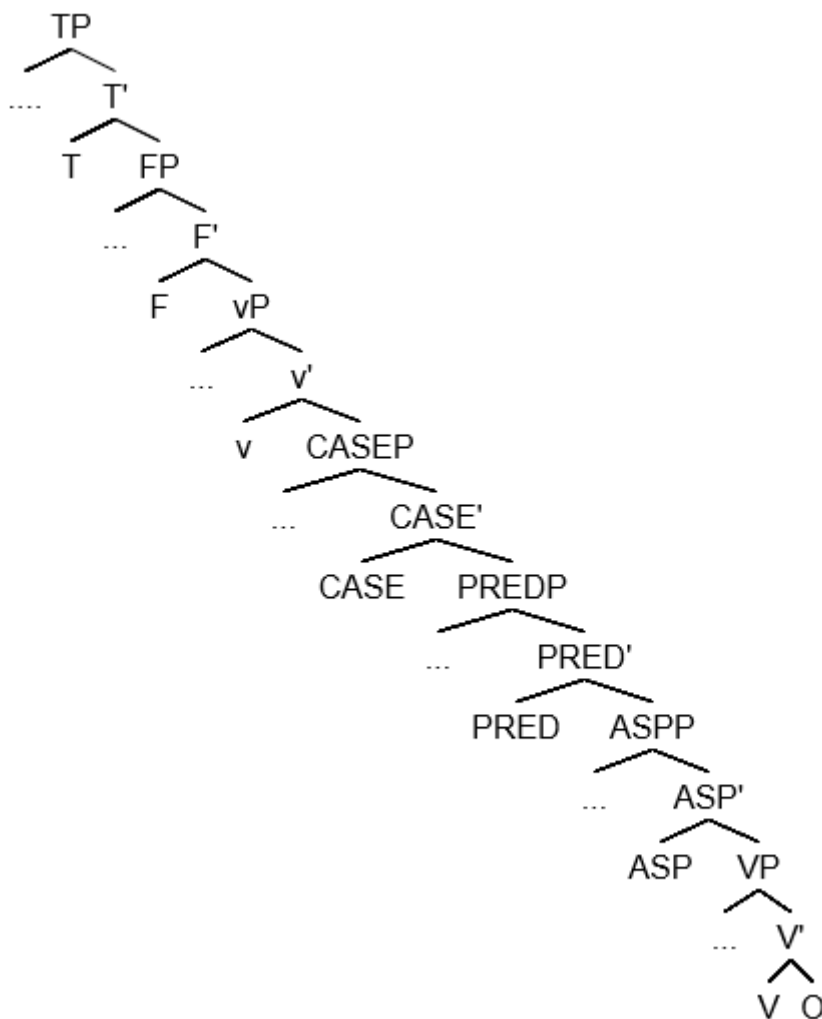 TP
.... T'
T FP
... F'
F vP
... v'
v CASEP
... CASE'
CASE PREDP
... PRED'
PRED ASPP
... ASP'
ASP VP
... V'
V O